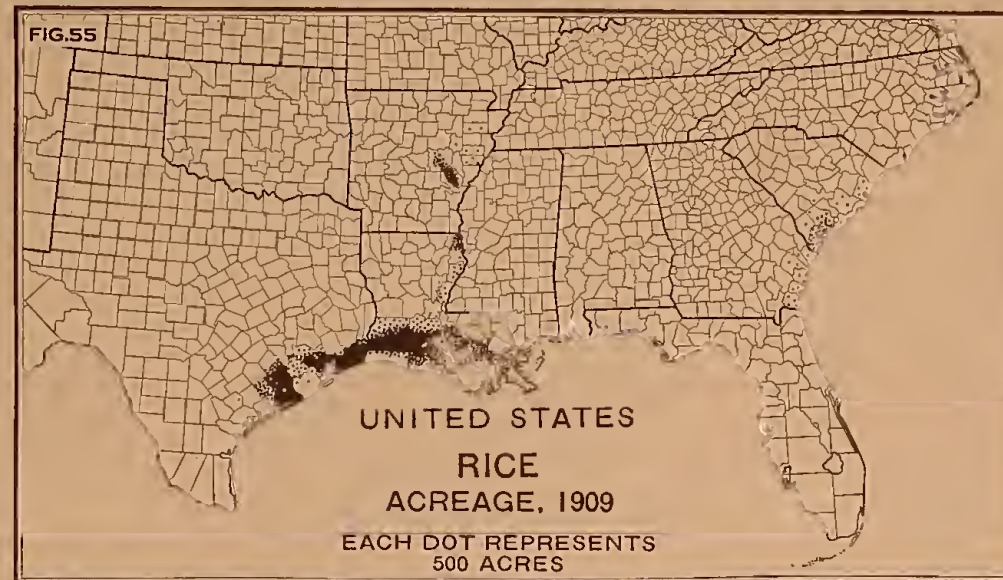 FIG.55
UNITED STATES
RICE
ACREAGE, 1909
EACH DOT REPRESENTS
500 ACRES